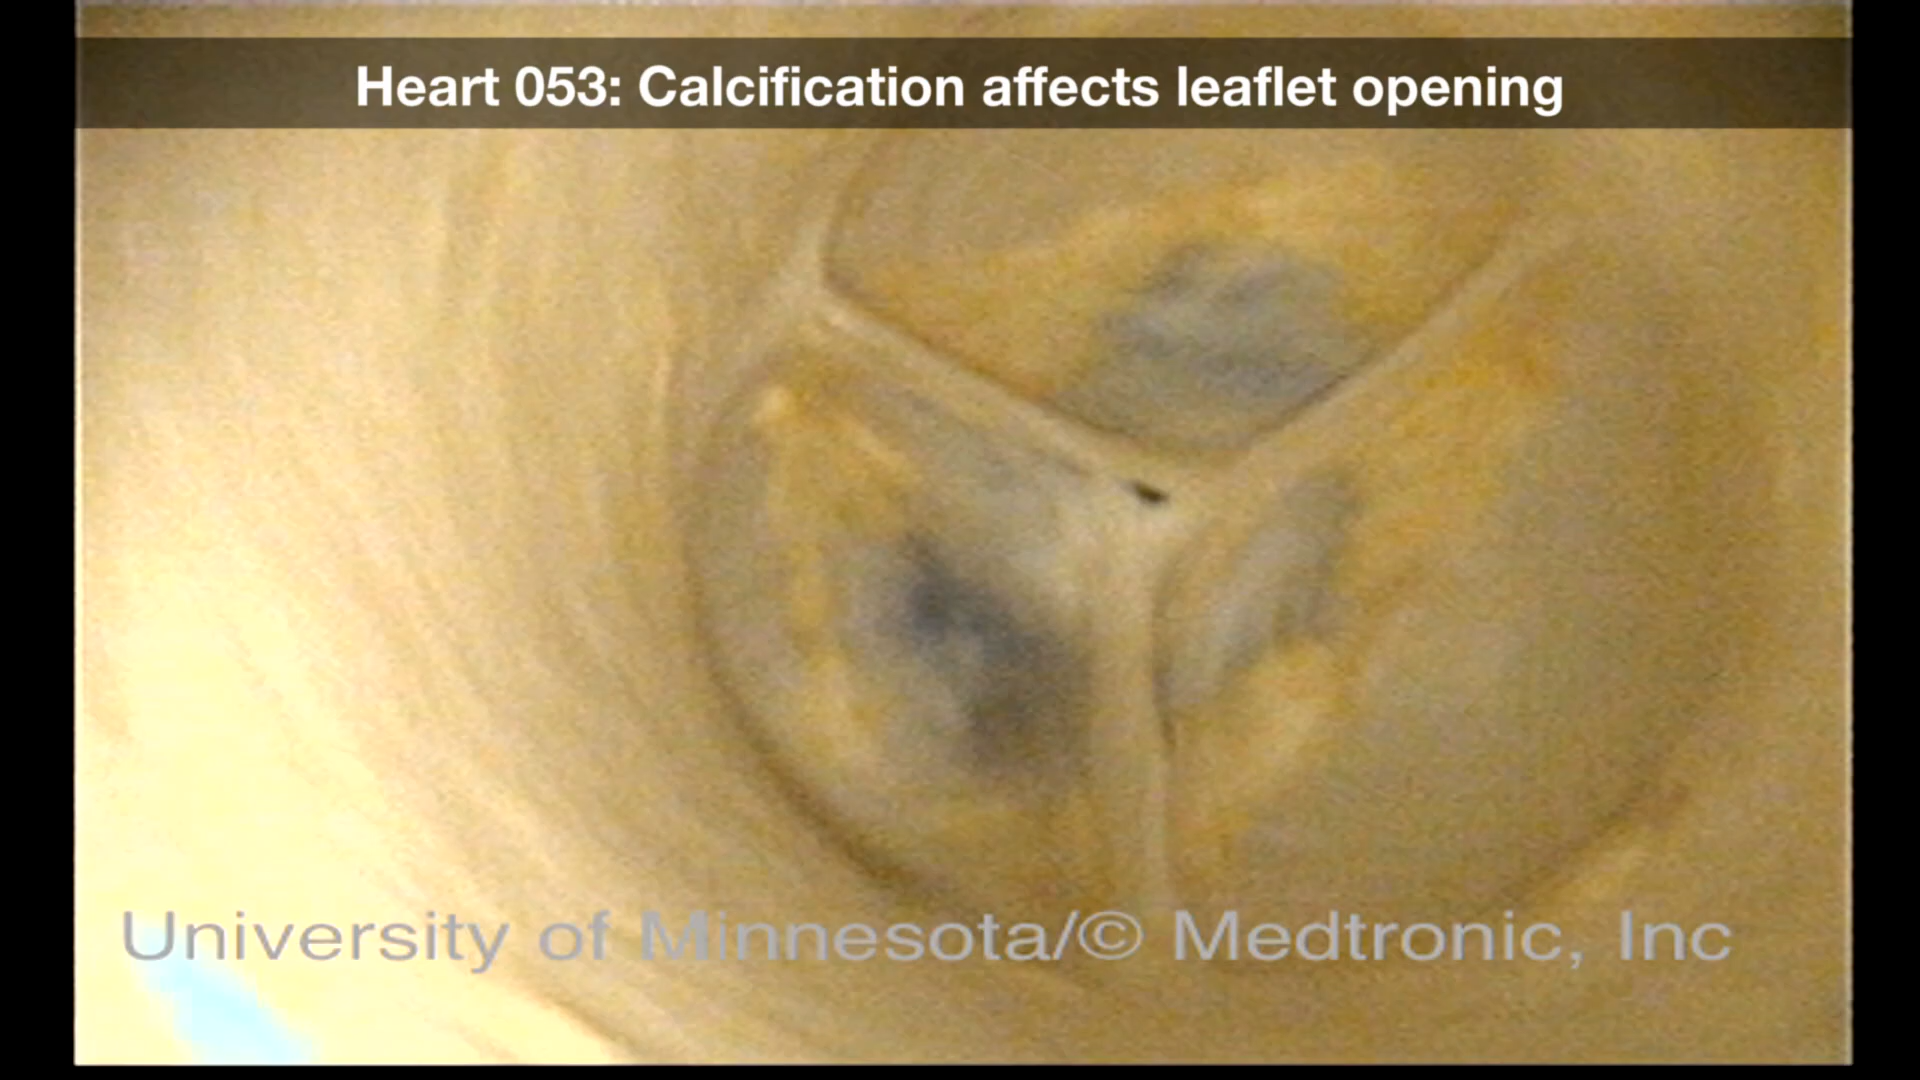 Heart 053: Calcification affects leaflet opening
University of Minnesota/© Medtronic, Inc